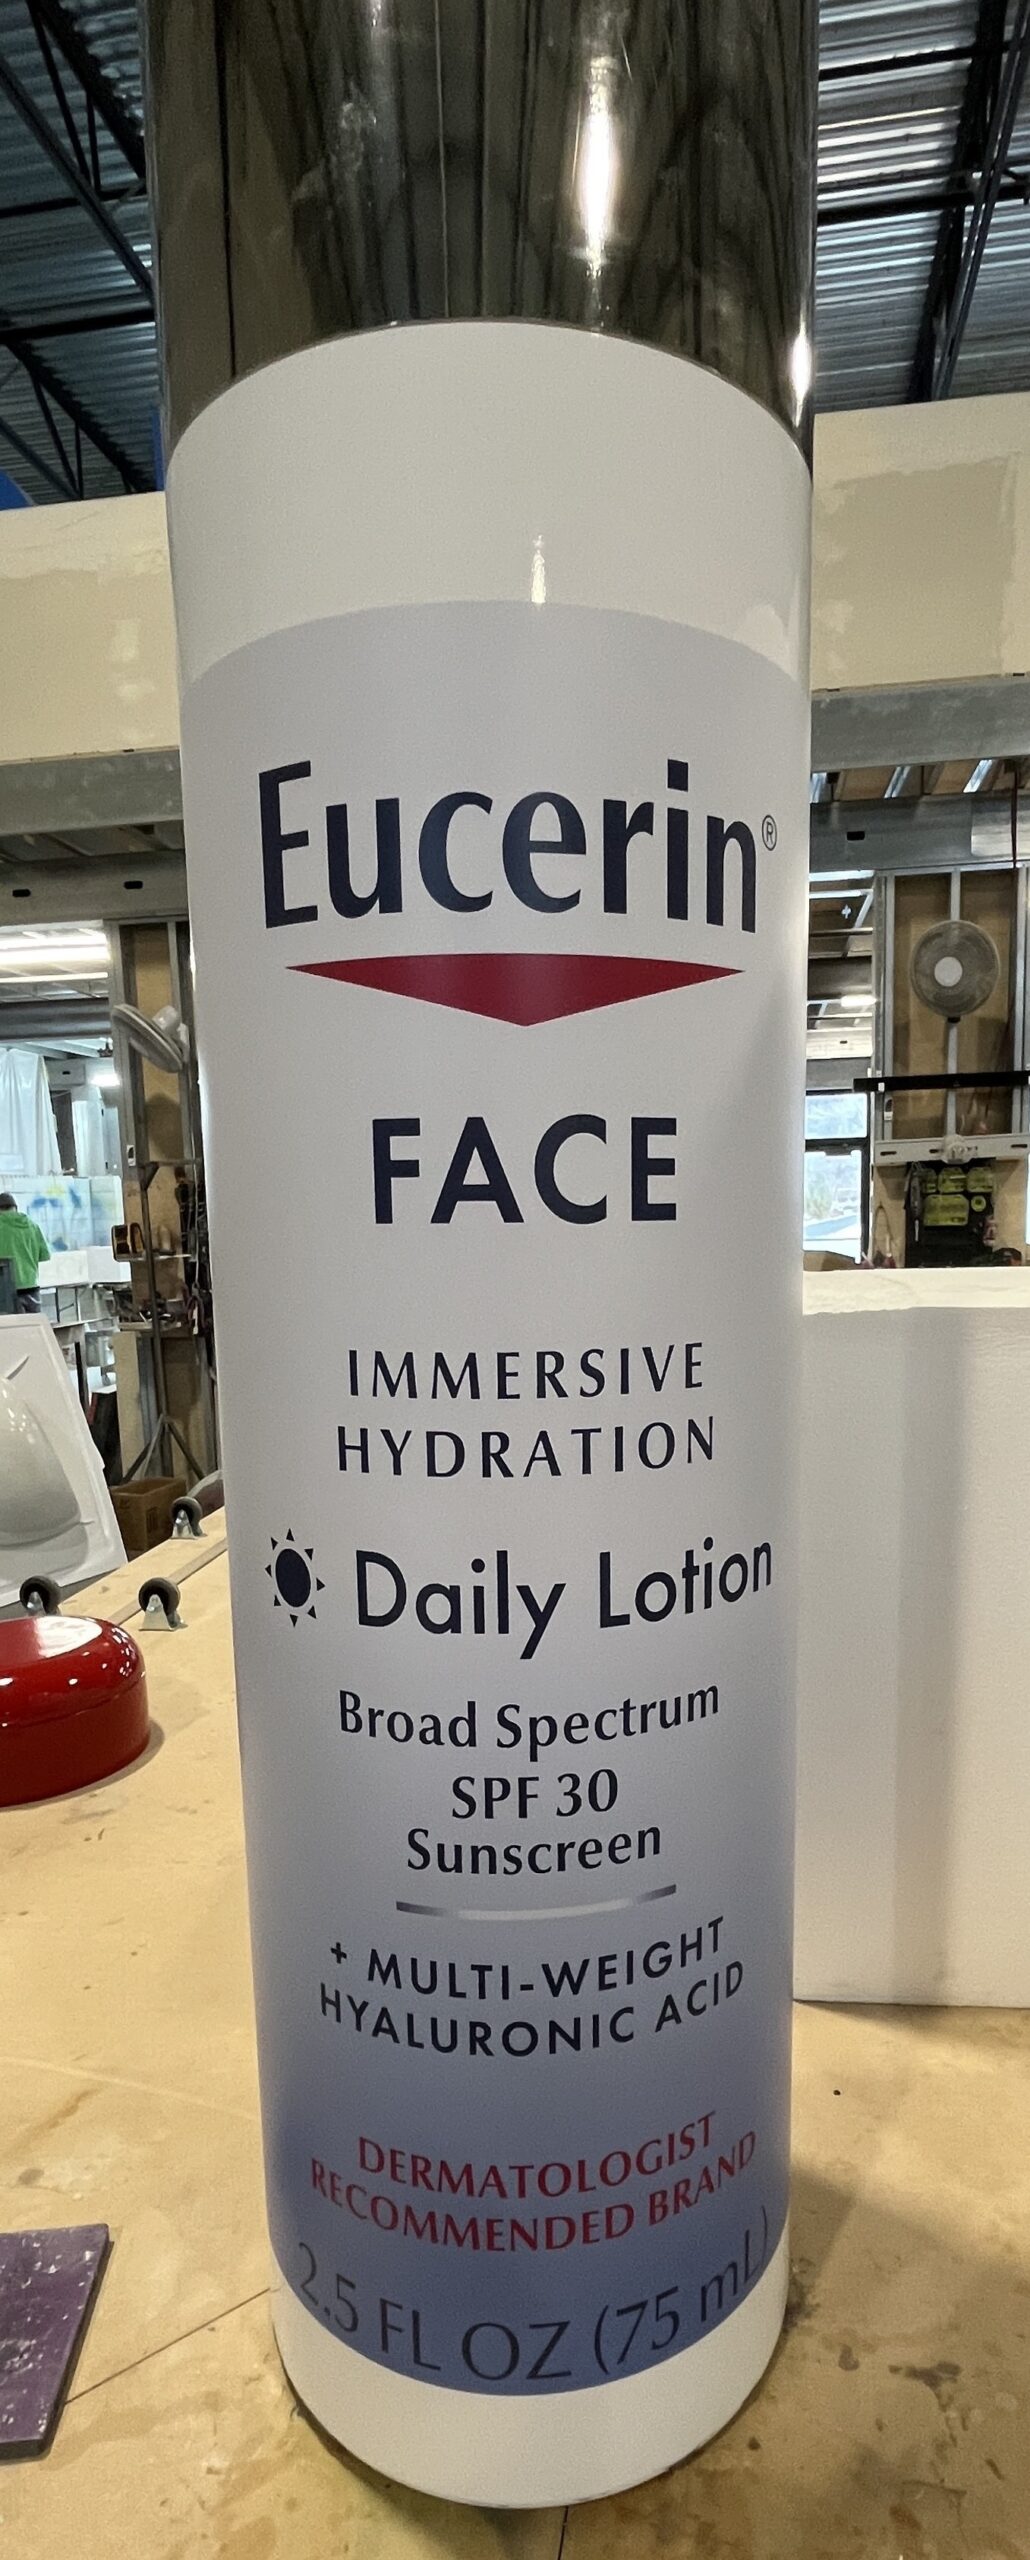 Eucerin®
FACE
IMMERSIVE
HYDRATION
Daily Lotion
Broad Spectrum
SPF 30
Sunscreen
+ MULTI-WEIGHT
HYALURONIC ACID
DERMATOLOGIST
RECOMMENDED BRAND
2.5 FL OZ (75 mL)